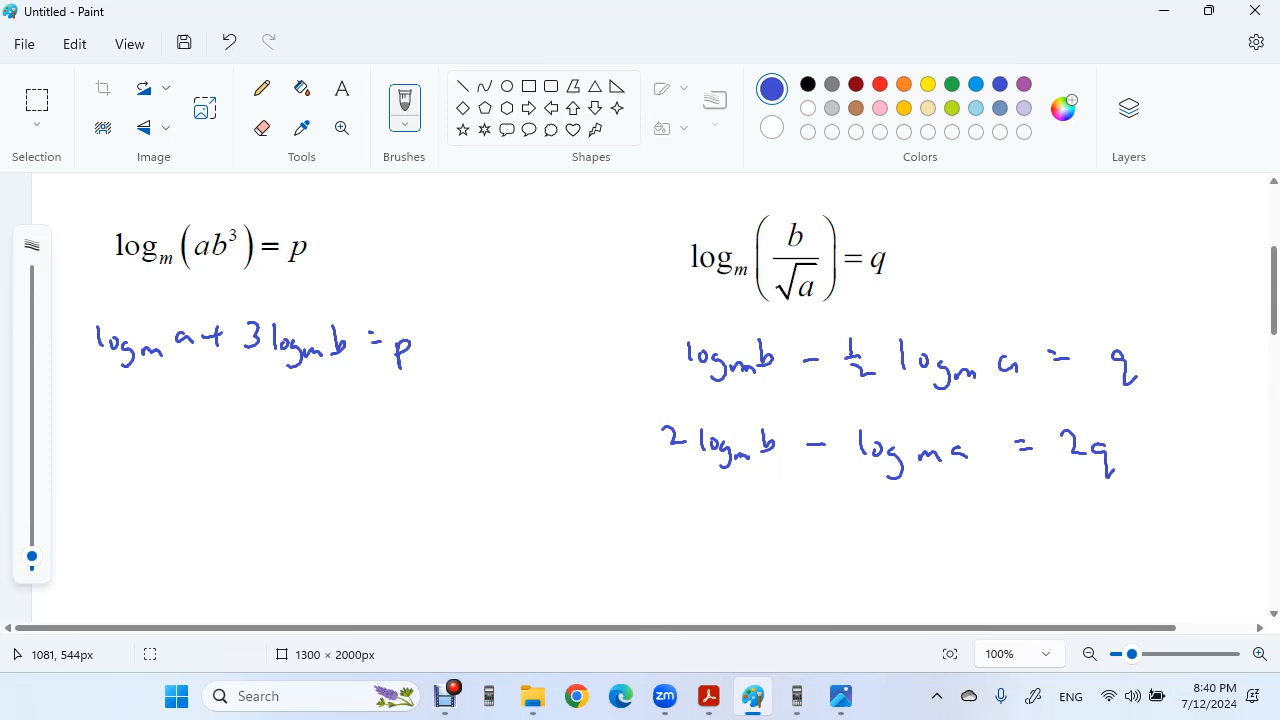 Untitled - Paint
File Edit View
Selection Image Tools Brushes Shapes Colors Layers
log_m(ab³) = p
log_m(b/√a) = q
log_m a + 3 log_m b = p
log_m b - ½ log_m a = q
2 log_m b - log_m a = 2q
1081, 544px 1300 × 2000px 100%
Search zm ENG 8:40 PM
7/12/2024